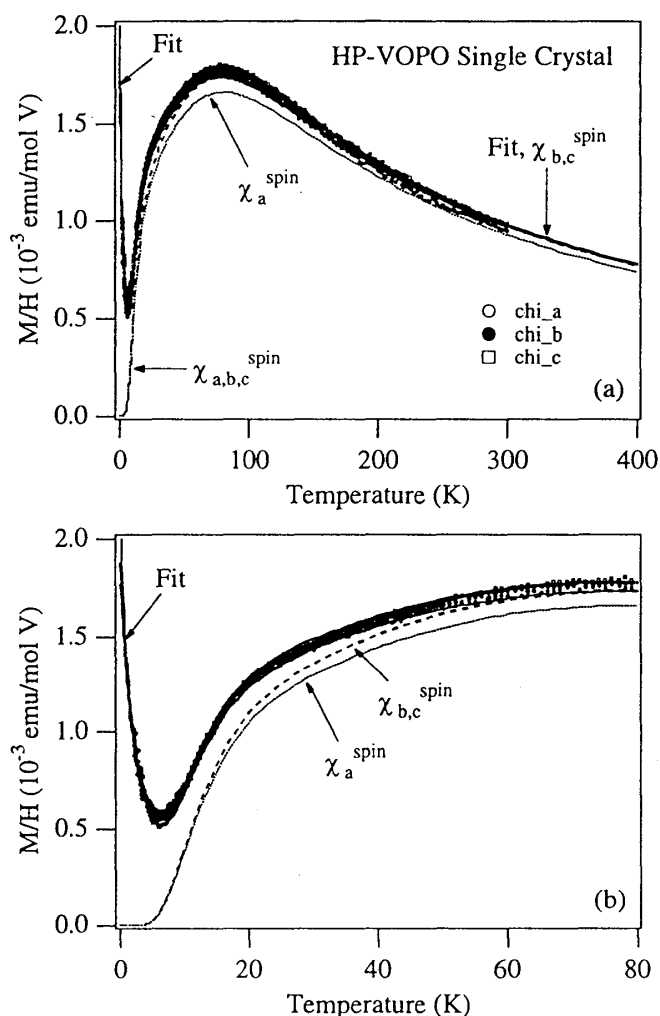 2.0
Fit
HP-VOPO Single Crystal
1.5
χ_a^spin
Fit, χ_b,c^spin
1.0
M/H (10⁻³ emu/mol V)
chi_a
0.5
chi_b
χ_a,b,c^spin
chi_c
(a)
0.0
0 100 200 300 400
Temperature (K)
2.0
Fit
1.5
χ_b,c^spin
1.0
χ_a^spin
M/H (10⁻³ emu/mol V)
0.5
(b)
0.0
0 20 40 60 80
Temperature (K)